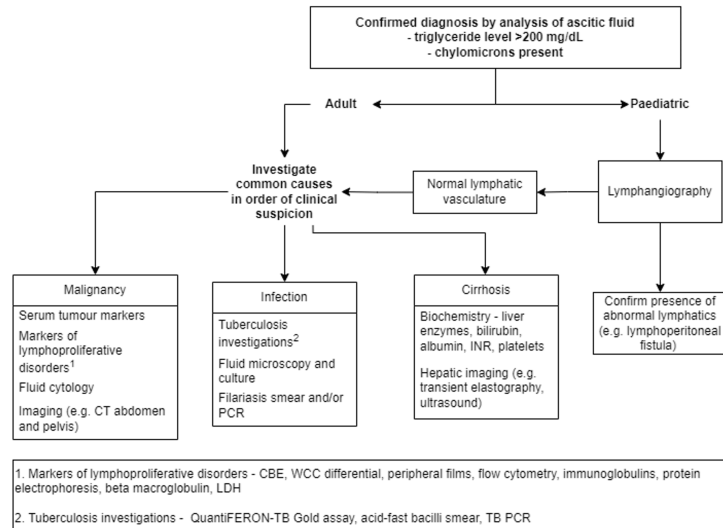 Confirmed diagnosis by analysis of ascitic fluid
- triglyceride level >200 mg/dL
- chylomicrons present
Adult
Paediatric
Investigate
common causes
in order of clinical
suspicion
Normal lymphatic
vasculature
Lymphangiography
Malignancy
Serum tumour markers
Markers of
lymphoproliferative
disorders1
Fluid cytology
Imaging (e.g. CT abdomen
and pelvis)
Infection
Tuberculosis
investigations2
Fluid microscopy and
culture
Filariasis smear and/or
PCR
Cirrhosis
Biochemistry - liver
enzymes, bilirubin,
albumin, INR, platelets
Hepatic imaging (e.g.
transient elastography,
ultrasound)
Confirm presence of
abnormal lymphatics
(e.g. lymphoperitoneal
fistula)
1. Markers of lymphoproliferative disorders - CBE, WCC differential, peripheral films, flow cytometry, immunoglobulins, protein
electrophoresis, beta macroglobulin, LDH
2. Tuberculosis investigations - QuantiFERON-TB Gold assay, acid-fast bacilli smear, TB PCR